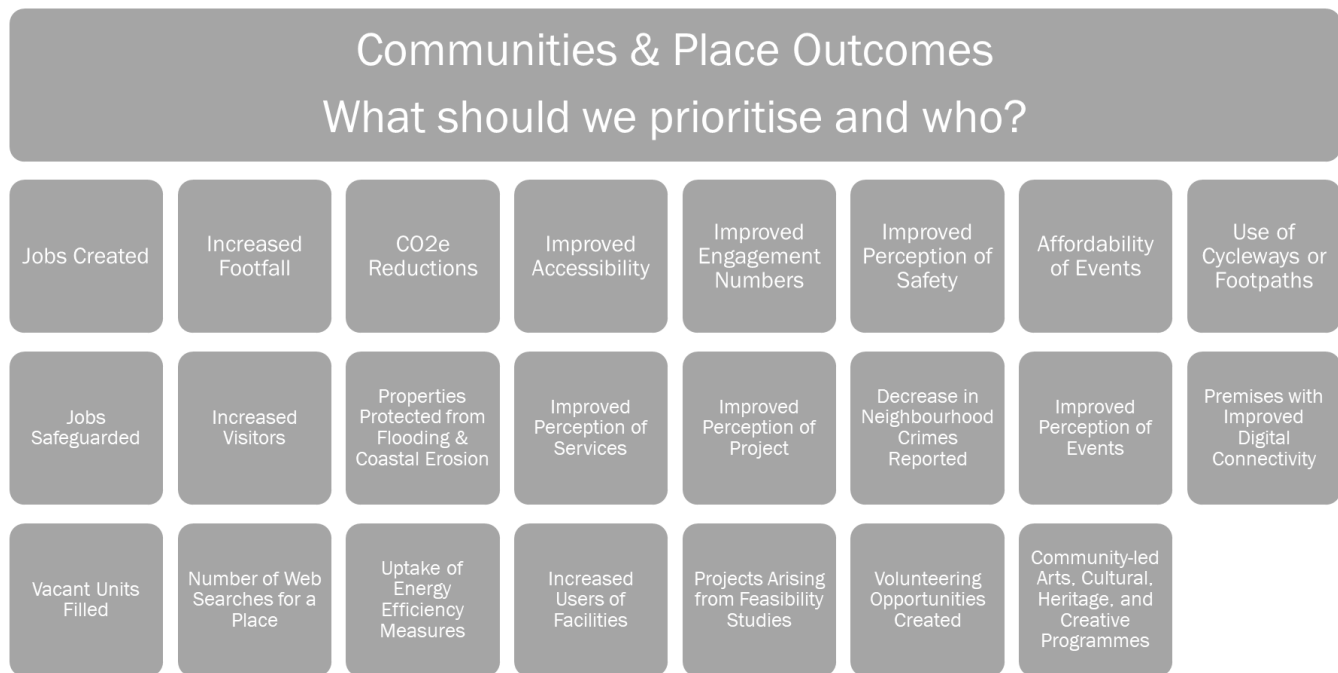 Communities & Place Outcomes
What should we prioritise and who?
Jobs Created
Increased
Footfall
CO2e
Reductions
Improved
Accessibility
Improved
Engagement
Numbers
Improved
Perception of
Safety
Affordability
of Events
Use of
Cycleways or
Footpaths
Jobs
Safeguarded
Increased
Visitors
Properties
Protected from
Flooding &
Coastal Erosion
Improved
Perception of
Services
Improved
Perception of
Project
Decrease in
Neighbourhood
Crimes
Reported
Improved
Perception of
Events
Premises with
Improved
Digital
Connectivity
Vacant Units
Filled
Number of Web
Searches for a
Place
Uptake of
Energy
Efficiency
Measures
Increased
Users of
Facilities
Projects Arising
from Feasibility
Studies
Volunteering
Opportunities
Created
Community-led
Arts, Cultural,
Heritage, and
Creative
Programmes